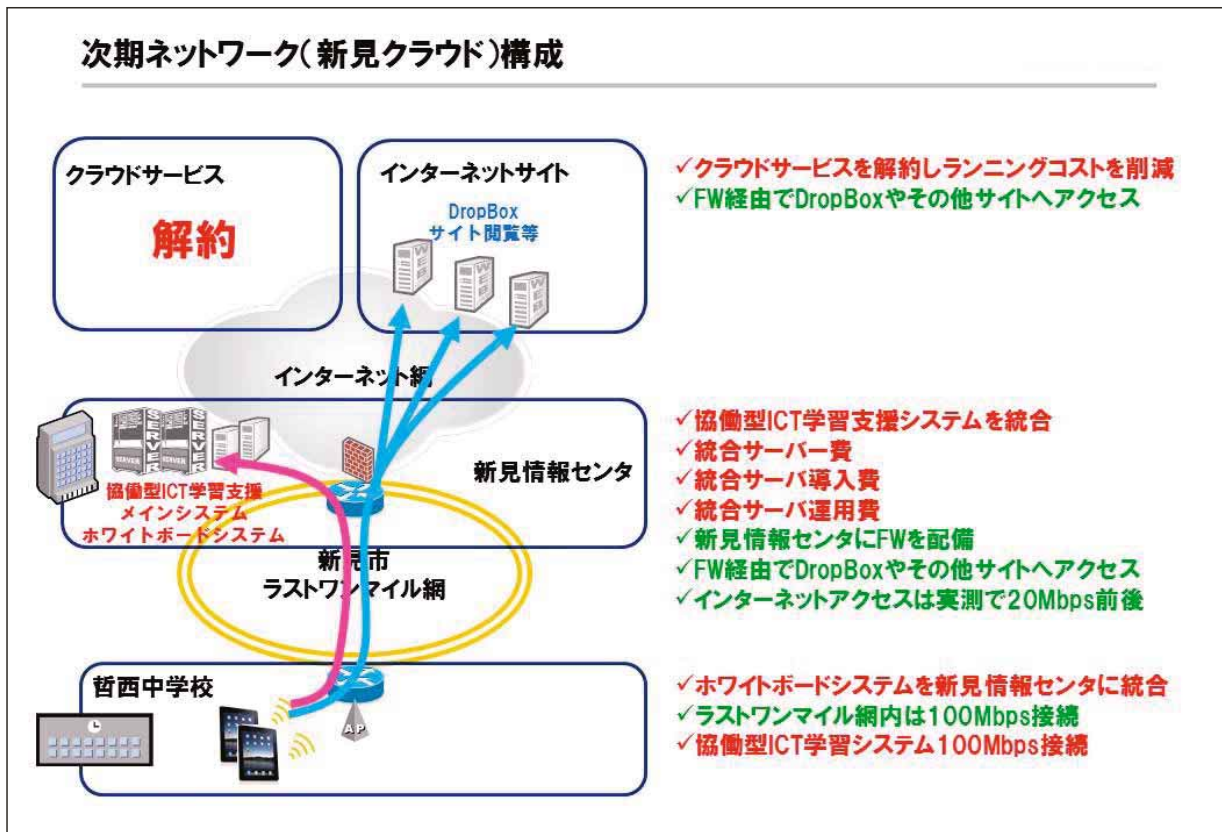 次期ネットワーク(新見クラウド)構成
クラウドサービス
解約
インターネットサイト
DropBox
サイト閲覧等
WEB
WEB
WEB
✓クラウドサービスを解約しランニングコストを削減
✓FW経由でDropBoxやその他サイトへアクセス
インターネット網
SERVER
SERVER
SERVER
SERVER
協働型ICT学習支援
メインシステム
ホワイトボードシステム
新見情報センタ
✓協働型ICT学習支援システムを統合
✓統合サーバー費
✓統合サーバ導入費
✓統合サーバ運用費
✓新見情報センタにFWを配備
✓FW経由でDropBoxやその他サイトへアクセス
✓インターネットアクセスは実測で20Mbps前後
新見市
ラストワンマイル網
哲西中学校
AP
✓ホワイトボードシステムを新見情報センタに統合
✓ラストワンマイル網内は100Mbps接続
✓協働型ICT学習システム100Mbps接続